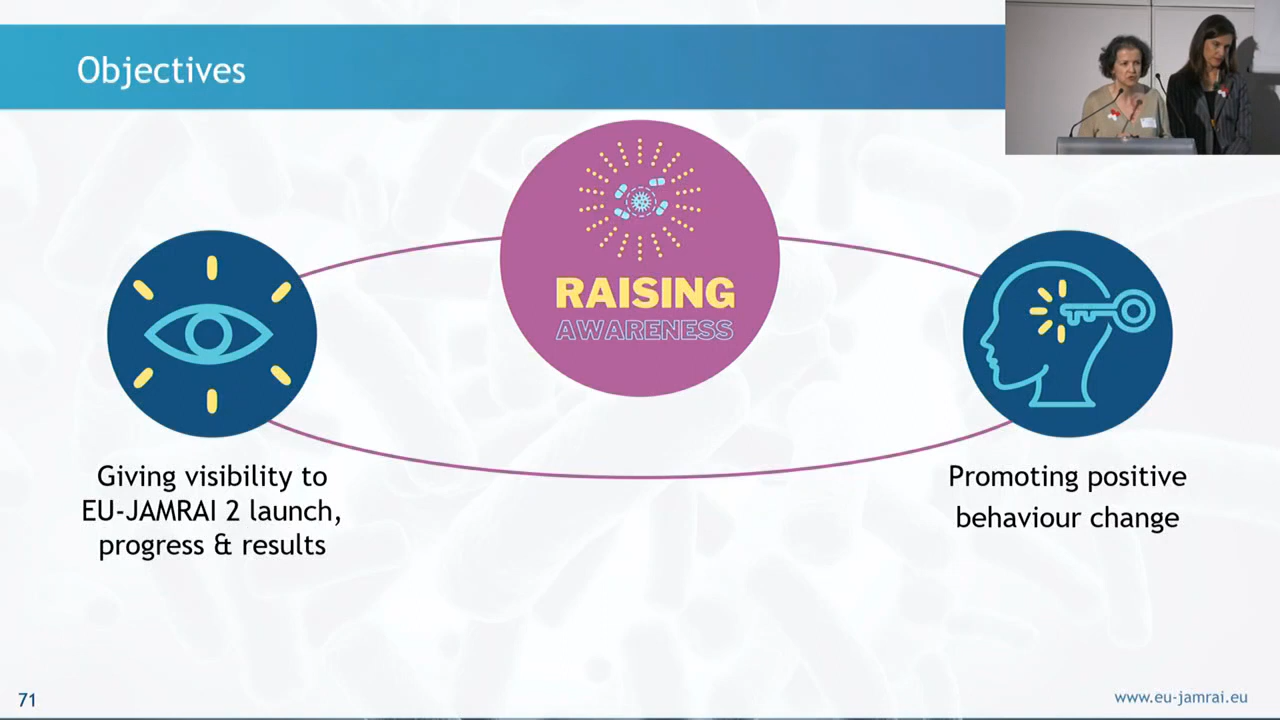 Objectives
RAISING
AWARENESS
Giving visibility to
EU-JAMRAI 2 launch,
progress & results
Promoting positive
behaviour change
71
www.eu-jamrai.eu